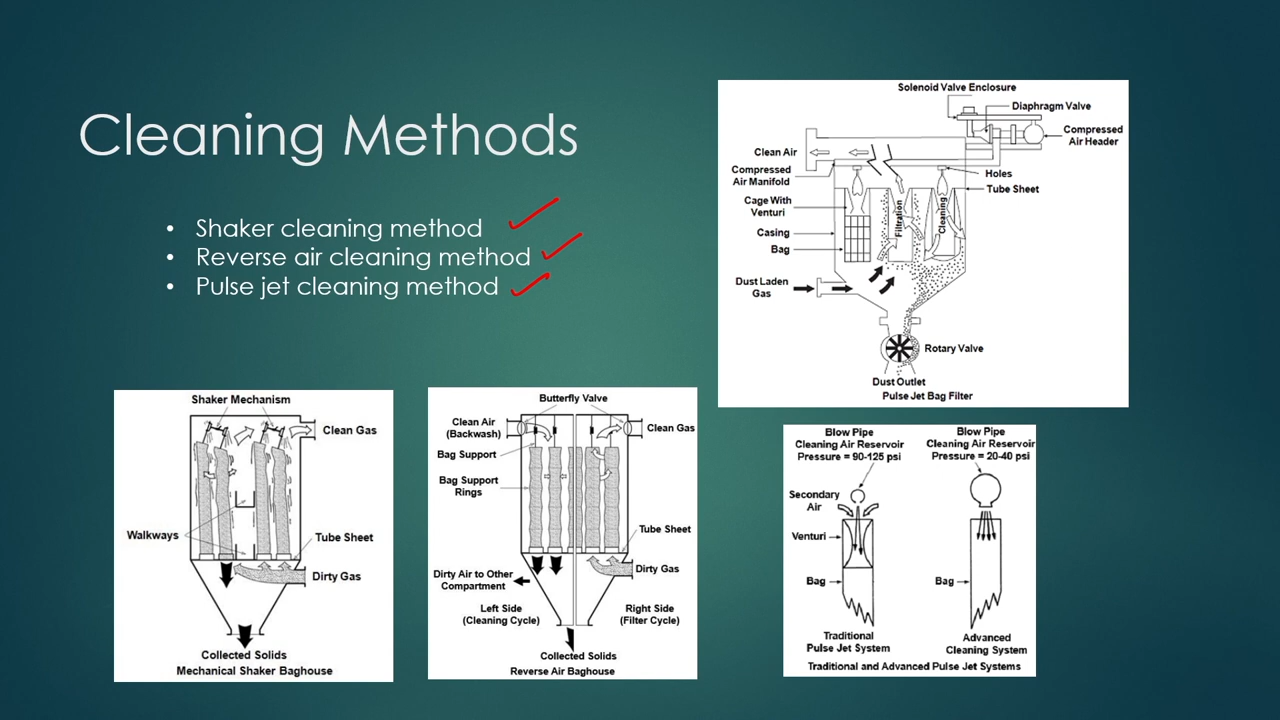 Cleaning Methods
• Shaker cleaning method
• Reverse air cleaning method
• Pulse jet cleaning method
Solenoid Valve Enclosure
Diaphragm Valve
Compressed
Air Header
Clean Air
Compressed
Air Manifold
Holes
Tube Sheet
Cage With
Venturi
Filtration
Cleaning
Casing
Bag
Dust Laden
Gas
Rotary Valve
Dust Outlet
Pulse Jet Bag Filter
Shaker Mechanism
Clean Gas
Walkways
Tube Sheet
Dirty Gas
Collected Solids
Mechanical Shaker Baghouse
Butterfly Valve
Clean Air
(Backwash)
Clean Gas
Bag Support
Bag Support
Rings
Tube Sheet
Dirty Gas
Dirty Air to Other
Compartment
Left Side
(Cleaning Cycle)
Right Side
(Filter Cycle)
Collected Solids
Reverse Air Baghouse
Blow Pipe
Cleaning Air Reservoir
Pressure = 90-125 psi
Blow Pipe
Cleaning Air Reservoir
Pressure = 20-40 psi
Secondary
Air
Venturi
Bag
Bag
Traditional
Pulse Jet System
Advanced
Cleaning System
Traditional and Advanced Pulse Jet Systems